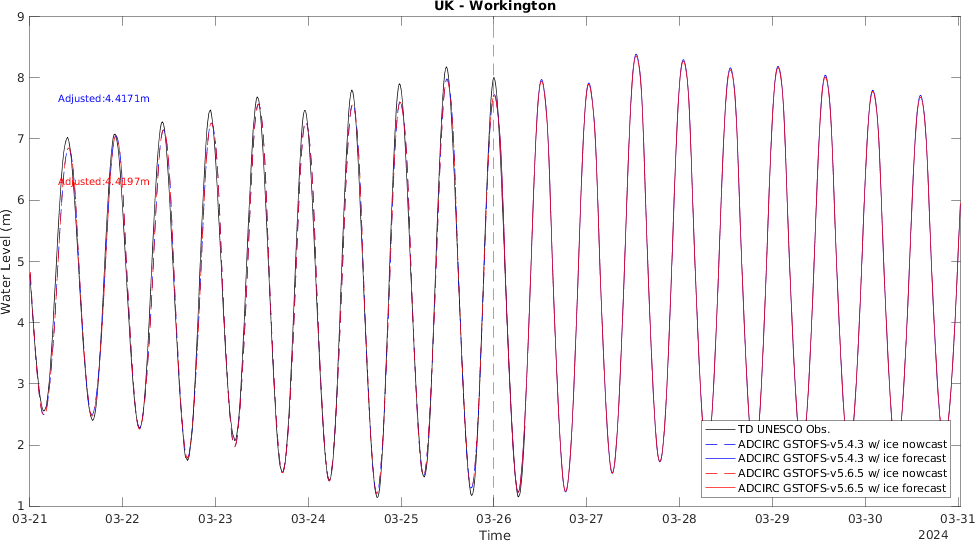 UK - Workington
9
8
7
6
5
4
3
2
1
Water Level (m)
Adjusted:4.4171m
Adjusted:4.4197m
TD UNESCO Obs.
ADCIRC GSTOFS-v5.4.3 w/ ice nowcast
ADCIRC GSTOFS-v5.4.3 w/ ice forecast
ADCIRC GSTOFS-v5.6.5 w/ ice nowcast
ADCIRC GSTOFS-v5.6.5 w/ ice forecast
03-21 03-22 03-23 03-24 03-25 03-26 03-27 03-28 03-29 03-30 03-31
Time
2024